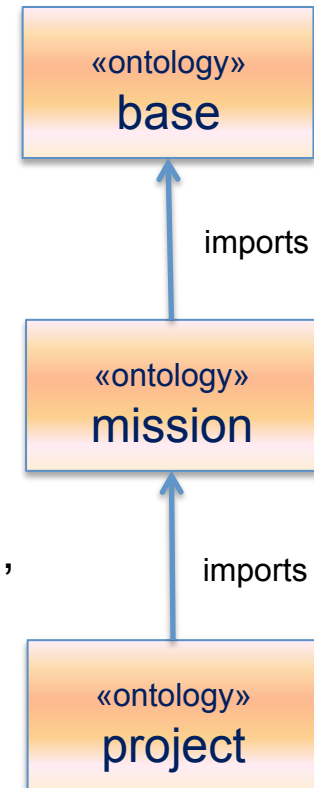 «ontology»
base
imports
«ontology»
mission
,
imports
«ontology»
project